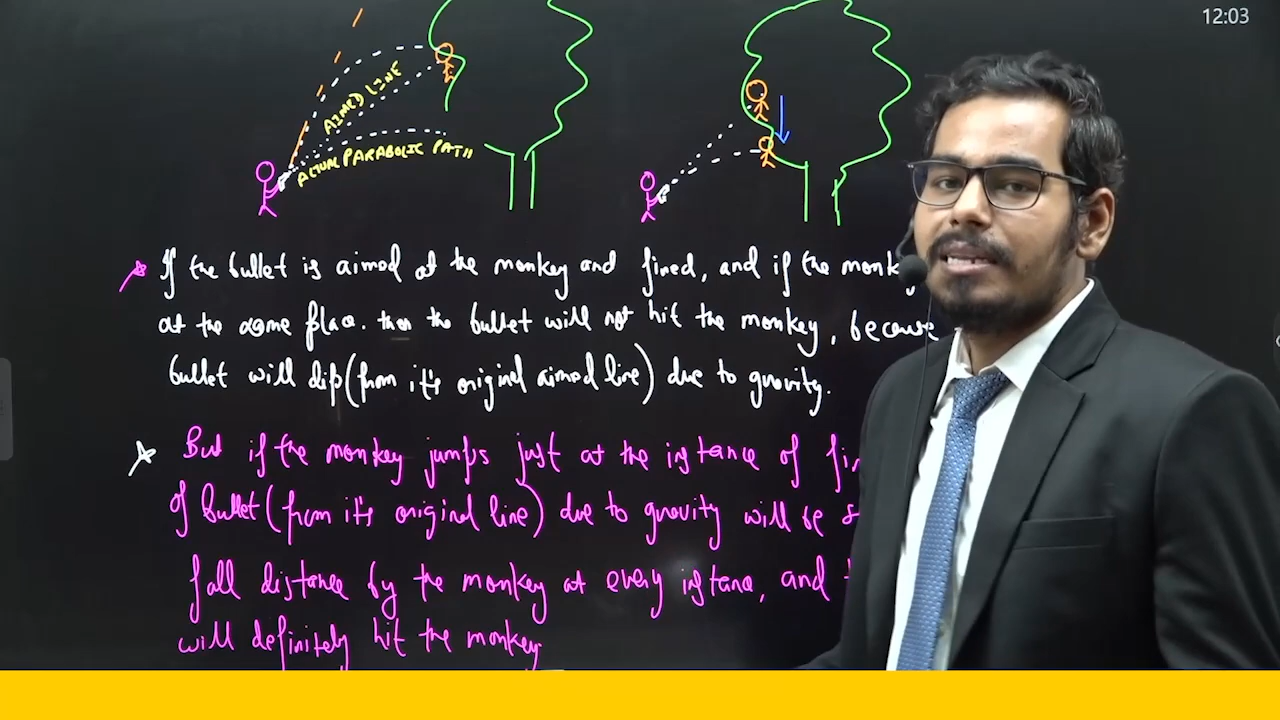 12:03
AIMED LINE
ACTUAL PARABOLIC PATH
If the bullet is aimed at the monkey and fired, and if the monk
at the same place. then the bullet will not hit the monkey, because
bullet will dip (from it's original aimed line) due to gravity.
But if the monkey jumps just at the instance of fir
of bullet (from it's original line) due to gravity will be s
fall distance by the monkey at every instance, and t
will definitely hit the monkey.